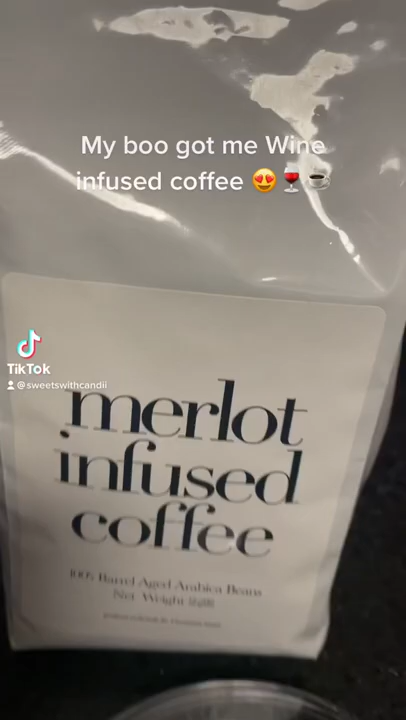 My boo got me Wine
infused coffee 😍🍷☕
TikTok
@sweetswithcandii
merlot
infused
coffee
100% Barrel Aged Arabica Beans
Net Weight